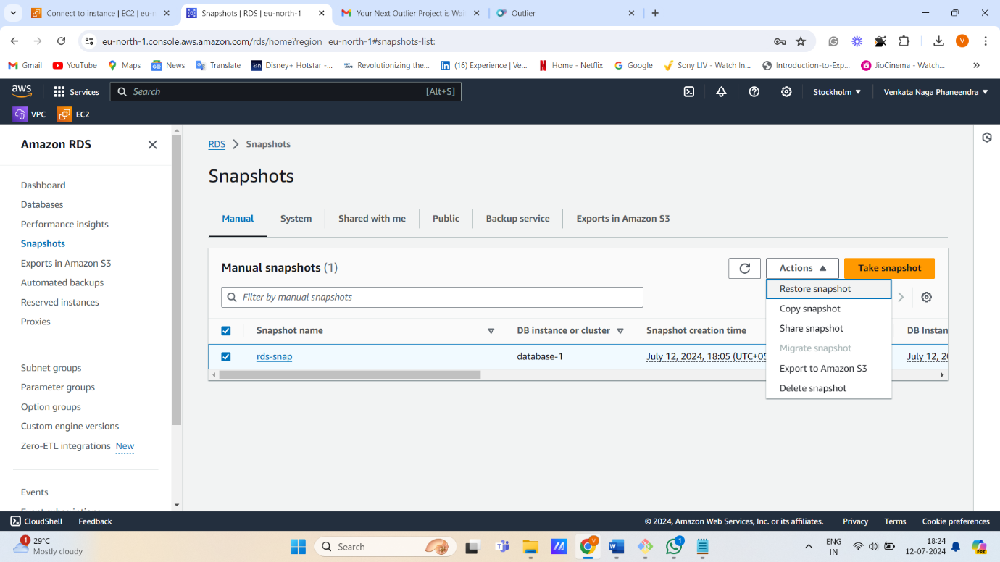 Connect to instance | EC2 | eu-n
Snapshots | RDS | eu-north-1
Your Next Outlier Project is Wai
Outlier
eu-north-1.console.aws.amazon.com/rds/home?region=eu-north-1#snapshots-list:
V
Gmail
YouTube
Maps
News
Translate
Disney+ Hotstar -...
Revolutionizing the...
(16) Experience | Ve...
Home - Netflix
Google
Sony LIV - Watch In...
Introduction-to-Exp...
JioCinema - Watch...
aws
Services
Search
[Alt+S]
Stockholm
Venkata Naga Phaneendra
VPC
EC2
Amazon RDS
Dashboard
Databases
Performance insights
Snapshots
Exports in Amazon S3
Automated backups
Reserved instances
Proxies
Subnet groups
Parameter groups
Option groups
Custom engine versions
Zero-ETL integrations New
Events
Event subscriptions
RDS
Snapshots
Snapshots
Manual
System
Shared with me
Public
Backup service
Exports in Amazon S3
Manual snapshots (1)
Actions
Take snapshot
Filter by manual snapshots
Restore snapshot
Copy snapshot
Share snapshot
Migrate snapshot
Export to Amazon S3
Delete snapshot
Snapshot name
DB instance or cluster
Snapshot creation time
DB Instan
rds-snap
database-1
July 12, 2024, 18:05 (UTC+05
July 12, 20
CloudShell
Feedback
© 2024, Amazon Web Services, Inc. or its affiliates.
Privacy
Terms
Cookie preferences
1
29°C
Mostly cloudy
Search
V
1
ENG
IN
18:24
12-07-2024
PRE